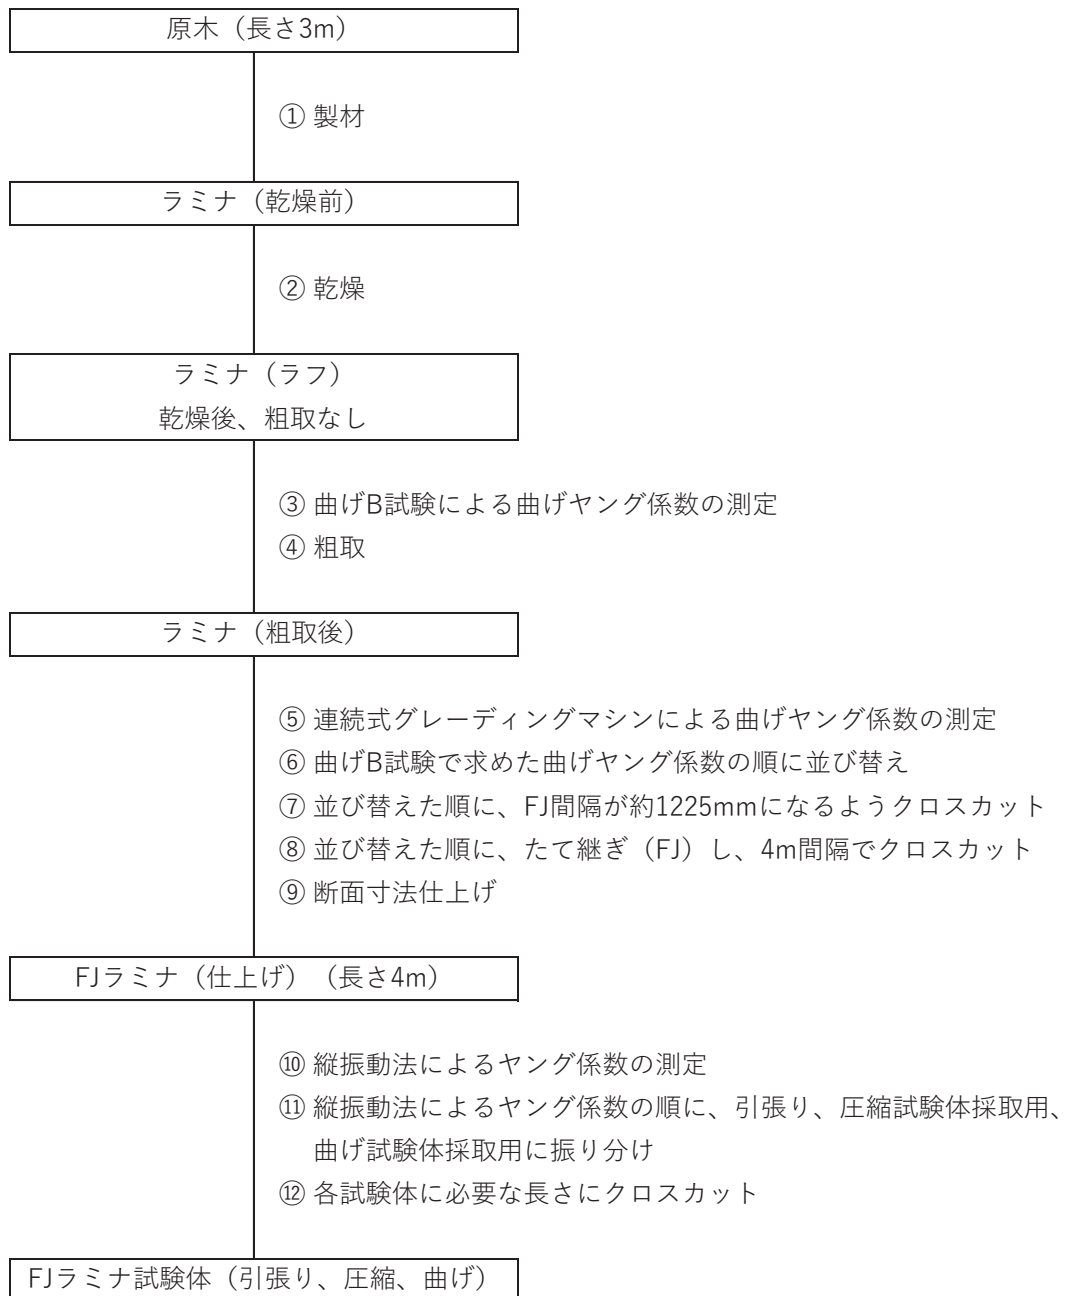 原木（長さ3m）
① 製材
ラミナ（乾燥前）
② 乾燥
ラミナ（ラフ）
乾燥後、粗取なし
③ 曲げB試験による曲げヤング係数の測定
④ 粗取
ラミナ（粗取後）
⑤ 連続式グレーディングマシンによる曲げヤング係数の測定
⑥ 曲げB試験で求めた曲げヤング係数の順に並び替え
⑦ 並び替えた順に、FJ間隔が約1225mmになるようクロスカット
⑧ 並び替えた順に、たて継ぎ（FJ）し、4m間隔でクロスカット
⑨ 断面寸法仕上げ
FJラミナ（仕上げ）（長さ4m）
⑩ 縦振動法によるヤング係数の測定
⑪ 縦振動法によるヤング係数の順に、引張り、圧縮試験体採取用、
曲げ試験体採取用に振り分け
⑫ 各試験体に必要な長さにクロスカット
FJラミナ試験体（引張り、圧縮、曲げ）